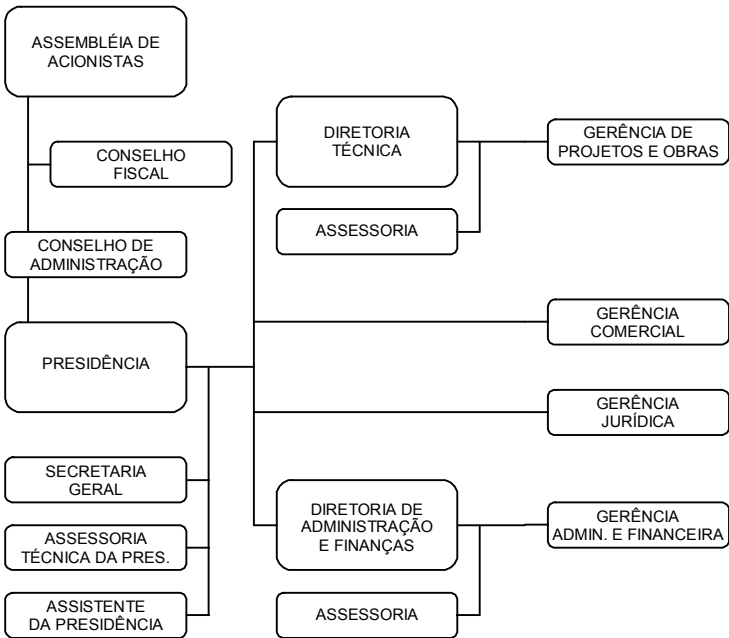 ASSEMBLÉIA DE
ACIONISTAS
CONSELHO
FISCAL
CONSELHO DE
ADMINISTRAÇÃO
PRESIDÊNCIA
SECRETARIA
GERAL
ASSESSORIA
TÉCNICA DA PRES.
ASSISTENTE
DA PRESIDÊNCIA
DIRETORIA
TÉCNICA
ASSESSORIA
DIRETORIA DE
ADMINISTRAÇÃO
E FINANÇAS
ASSESSORIA
GERÊNCIA DE
PROJETOS E OBRAS
GERÊNCIA
COMERCIAL
GERÊNCIA
JURÍDICA
GERÊNCIA
ADMIN. E FINANCEIRA